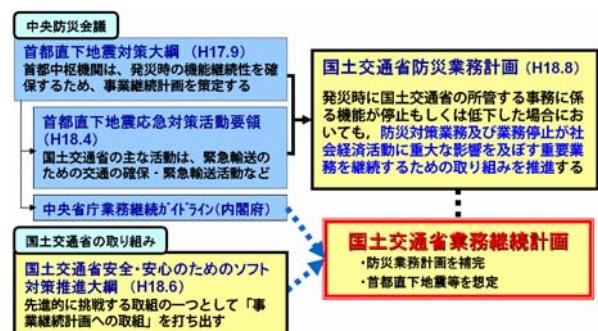 中央防災会議
首都直下地震対策大綱 (H17.9)
首都中枢機関は、発災時の機能継続性を確
保するため、事業継続計画を策定する
首都直下地震応急対策活動要領
(H18.4)
国土交通省の主な活動は、緊急輸送の
ための交通の確保・緊急輸送活動など
中央省庁業務継続ガイドライン(内閣府)
国土交通省の取り組み
国土交通省安全・安心のためのソフト
対策推進大綱 (H18.6)
先進的に挑戦する取組の一つとして「事
業継続計画への取組」を打ち出す
国土交通省防災業務計画 (H18.8)
発災時に国土交通省の所管する事務に係
る機能が停止もしくは低下した場合にお
いても，防災対策業務及び業務停止が社
会経済活動に重大な影響を及ぼす重要業
務を継続するための取り組みを推進する
国土交通省業務継続計画
・防災業務計画を補完
・首都直下地震等を想定